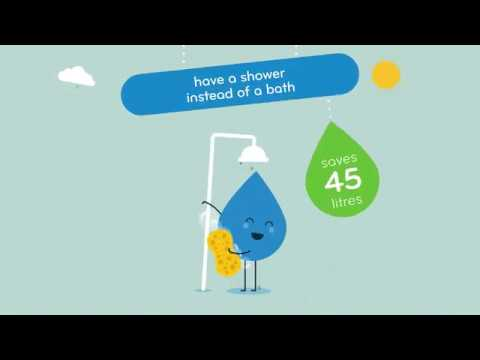 have a shower
instead of a bath
saves
45
litres